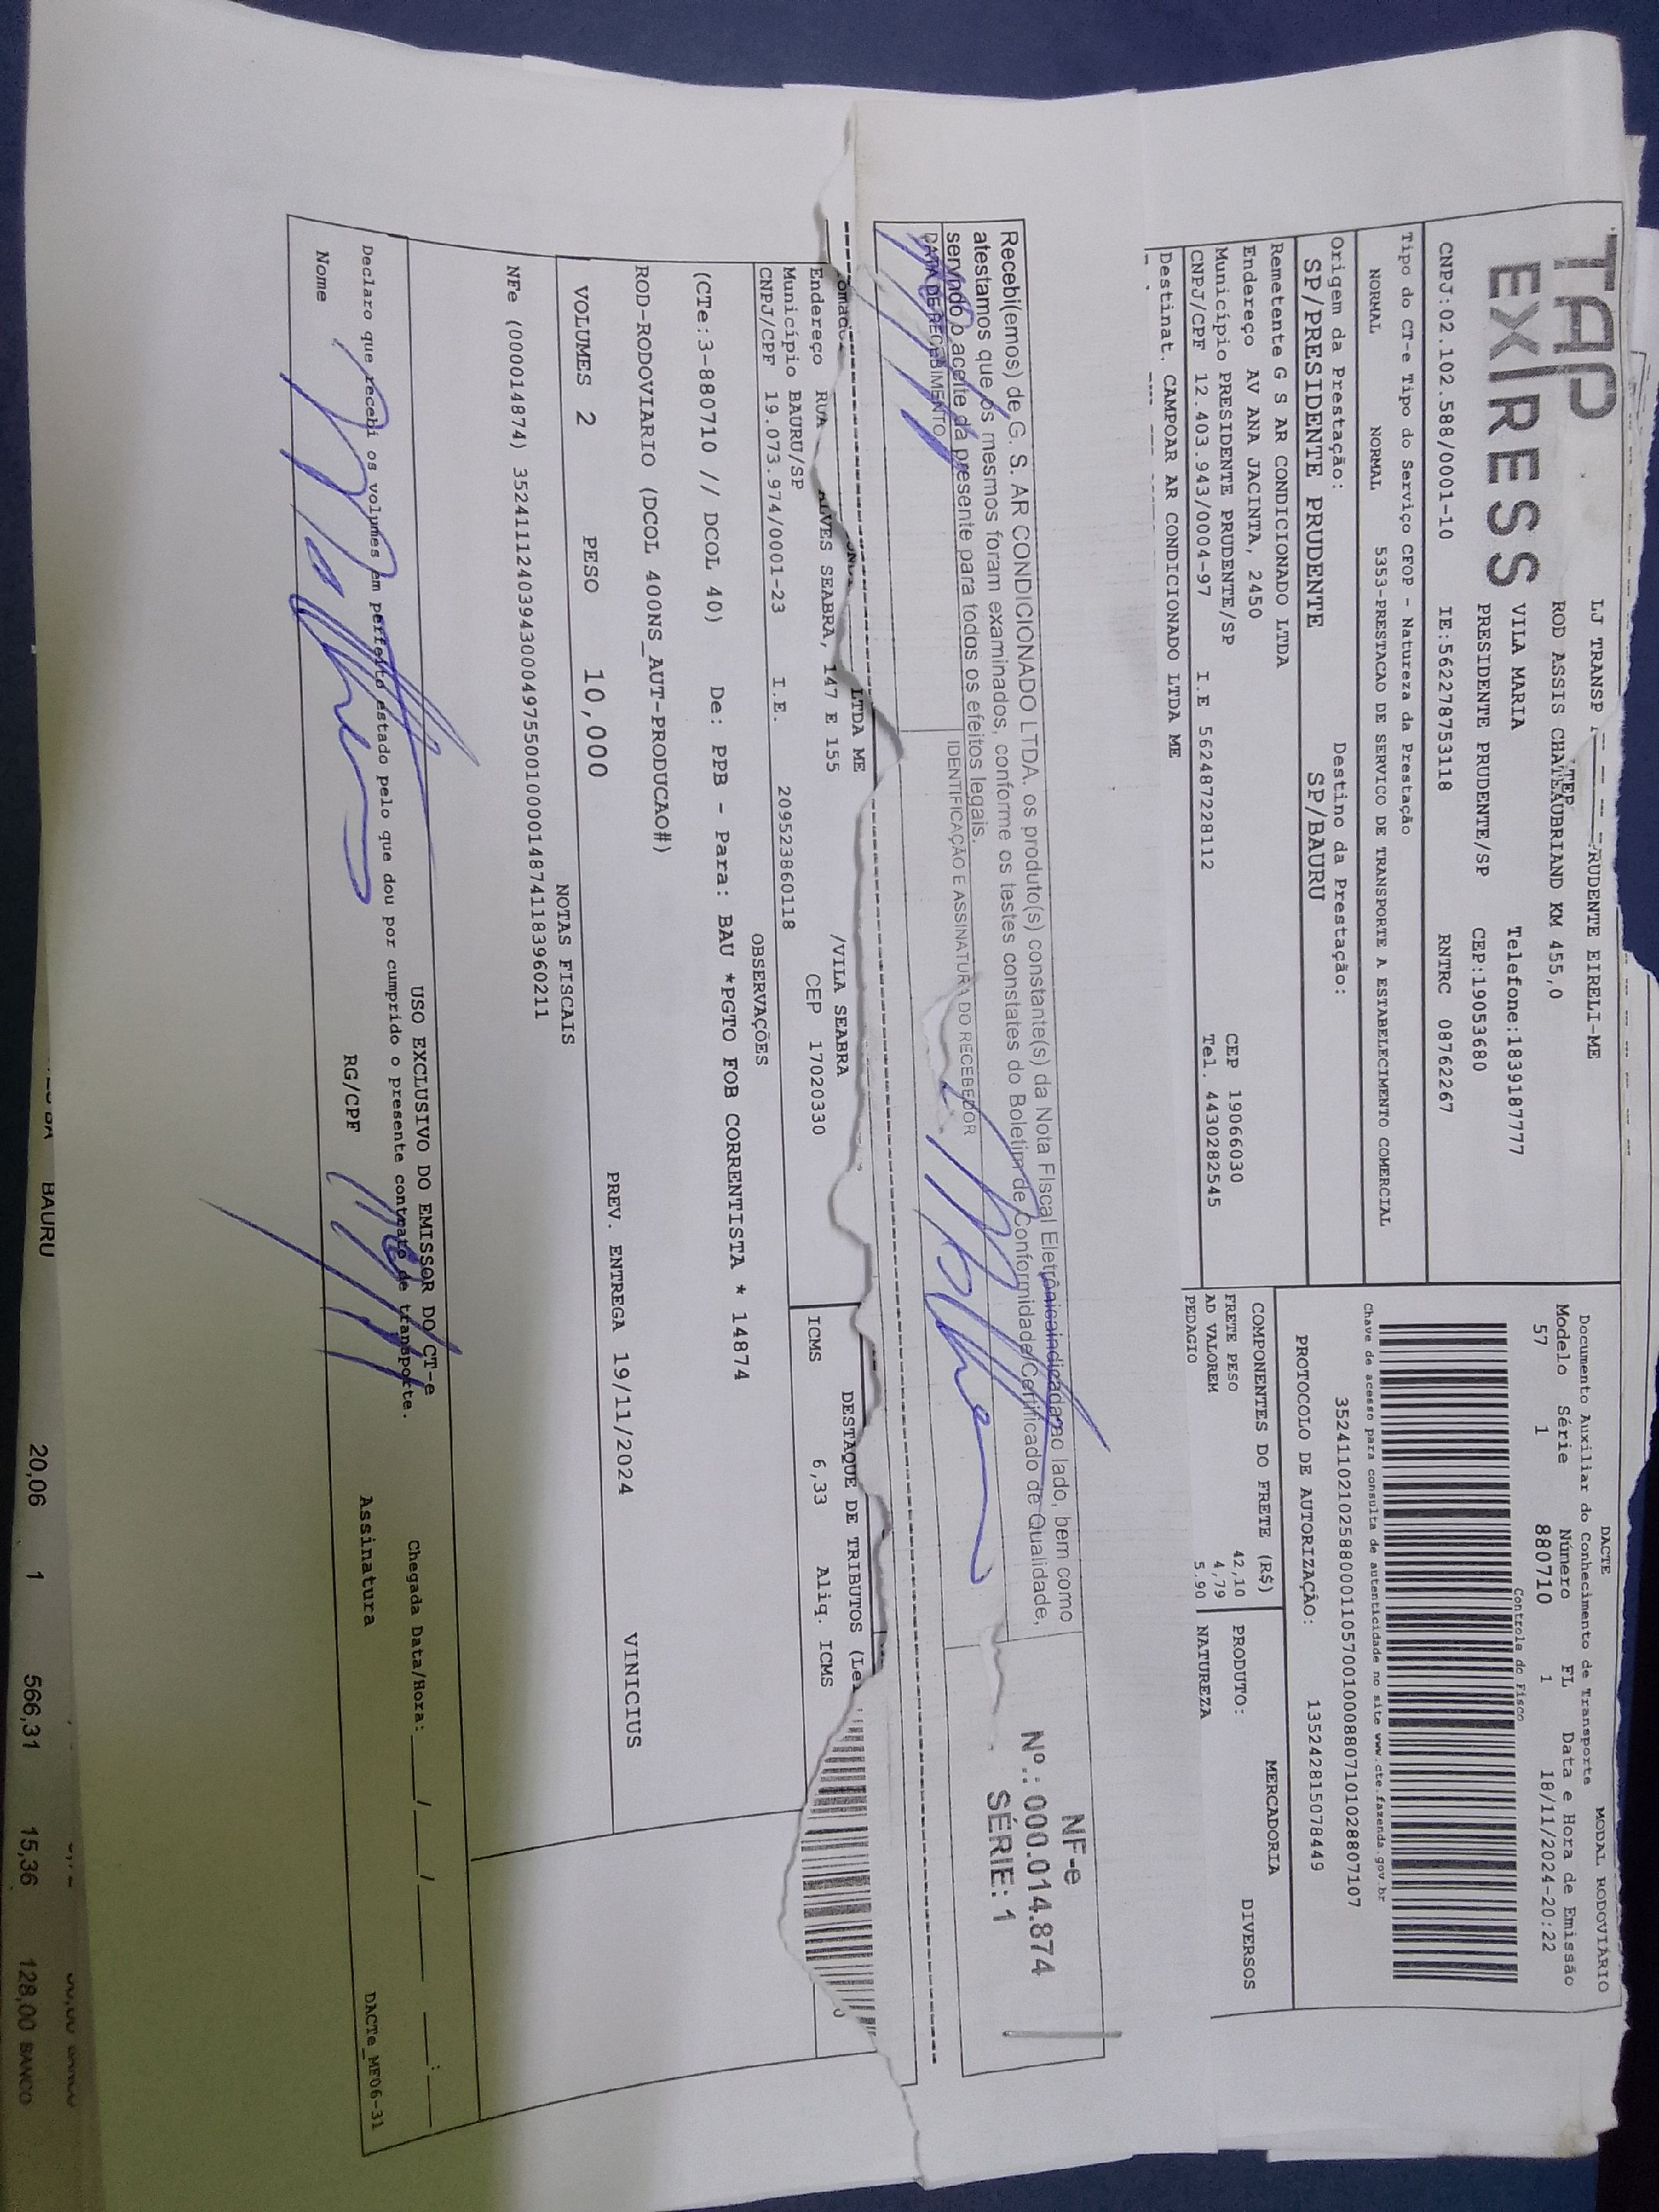 TAP
EXPRESS
LJ TRANSP RUDENTE EIRELI-ME
ROD ASSIS CHATEAUBRIAND KM 455,0
VILA MARIA Telefone:1839187777
PRESIDENTE PRUDENTE/SP CEP:19053680
CNPJ:02.102.588/0001-10 IE:562278753118 RNTRC 08762267
Tipo do CT-e Tipo do Serviço CFOP - Natureza da Prestação
NORMAL NORMAL 5353-PRESTACAO DE SERVICO DE TRANSPORTE A ESTABELECIMENTO COMERCIAL
Origem da Prestação: Destino da Prestação:
SP/PRESIDENTE PRUDENTE SP/BAURU
Remetente G S AR CONDICIONADO LTDA
Endereço AV ANA JACINTA, 2450 CEP 19066030
Município PRESIDENTE PRUDENTE/SP Tel. 44302822545
CNPJ/CPF 12.403.943/0004-97 I.E 562487228112
Destinat. CAMPOAR AR CONDICIONADO LTDA ME
DACTE MODAL RODOVIÁRIO
Documento Auxiliar do Conhecimento de Transporte
Modelo Série Número FL Data e Hora de Emissão
57 1 880710 1 18/11/2024-20:22
Controle do Fisco
Chave de acesso para consulta de autenticidade no site www.cte.fazenda.gov.br
35241102102588000110570010008807101028807107
PROTOCOLO DE AUTORIZAÇÃO: 135242815078449
COMPONENTES DO FRETE (R$) MERCADORIA
FRETE PESO 42,10 PRODUTO: DIVERSOS
AD VALOREM 4,79 NATUREZA
PEDAGIO 5.90
Recebi(emos) de G. S. AR CONDICIONADO LTDA. os produto(s) constante(s) da Nota Fiscal Eletrônicaindicadaao lado, bem como
atestamos que os mesmos foram examinados, conforme os testes constates do Boletim de Conformidade/Certificado de Qualidade,
servindo o aceite da presente para todos os efeitos legais.
DATA DE RECEBIMENTO IDENTIFICAÇÃO E ASSINATURA DO RECEBEDOR
NF-e
Nº.: 000.014.874
SÉRIE: 1
LTDA ME
Endereço RUA ALVES SEABRA, 147 E 155 /VILA SEABRA
Município BAURU/SP CEP 17020330
CNPJ/CPF 19.073.974/0001-23 I.E. 209523860118
DESTAQUE DE TRIBUTOS (Lei
ICMS 6,33 Aliq. ICMS
OBSERVAÇÕES
(CTe:3-880710 // DCOL 40) De: PPB - Para: BAU *PGTO FOB CORRENTISTA * 14874
ROD-RODOVIARIO (DCOL 400NS_AUT-PRODUCAO#)
VOLUMES 2 PESO 10,000 PREV. ENTREGA 19/11/2024 VINICIUS
NOTAS FISCAIS
NFe (000014874) 35241112403943000497550010000148741183960211
USO EXCLUSIVO DO EMISSOR DO CT-e Chegada Data/Hora: ____/____/______ ___:___
Declaro que recebi os volumes em perfeito estado pelo que dou por cumprido o presente contrato de transporte.
Nome RG/CPF Assinatura DACTe_ME06-31
BAURU 20,06 1 566,31 15,36 128,00 BANCO